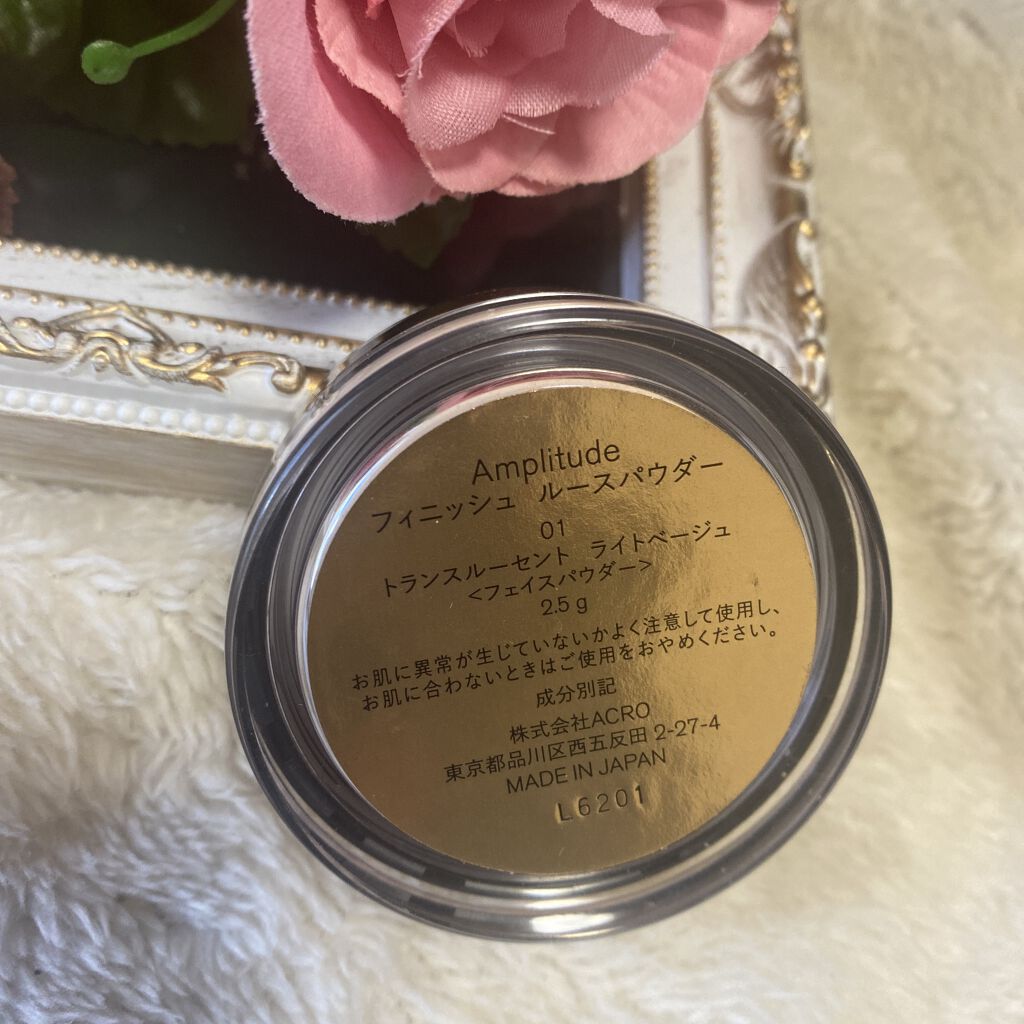 Amplitude
フィニッシュ ルースパウダー
01
トランスルーセント ライトベージュ
<フェイスパウダー>
2.5 g
お肌に異常が生じていないかよく注意して使用し、
お肌に合わないときはご使用をおやめください。
成分別記
株式会社ACRO
東京都品川区西五反田 2-27-4
MADE IN JAPAN
L6201